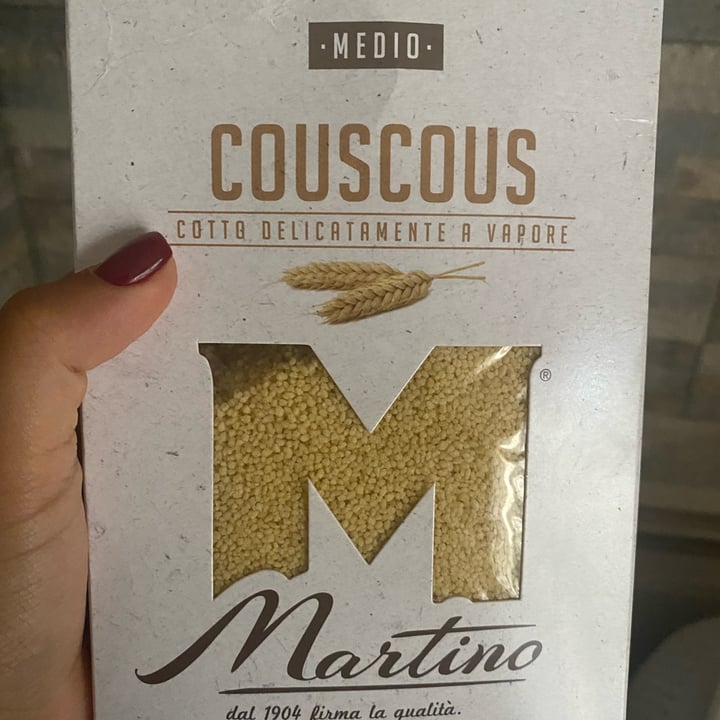 ·MEDIO·
COUSCOUS
COTTO DELICATAMENTE A VAPORE
M®
Martino
dal 1904 firma la qualità.